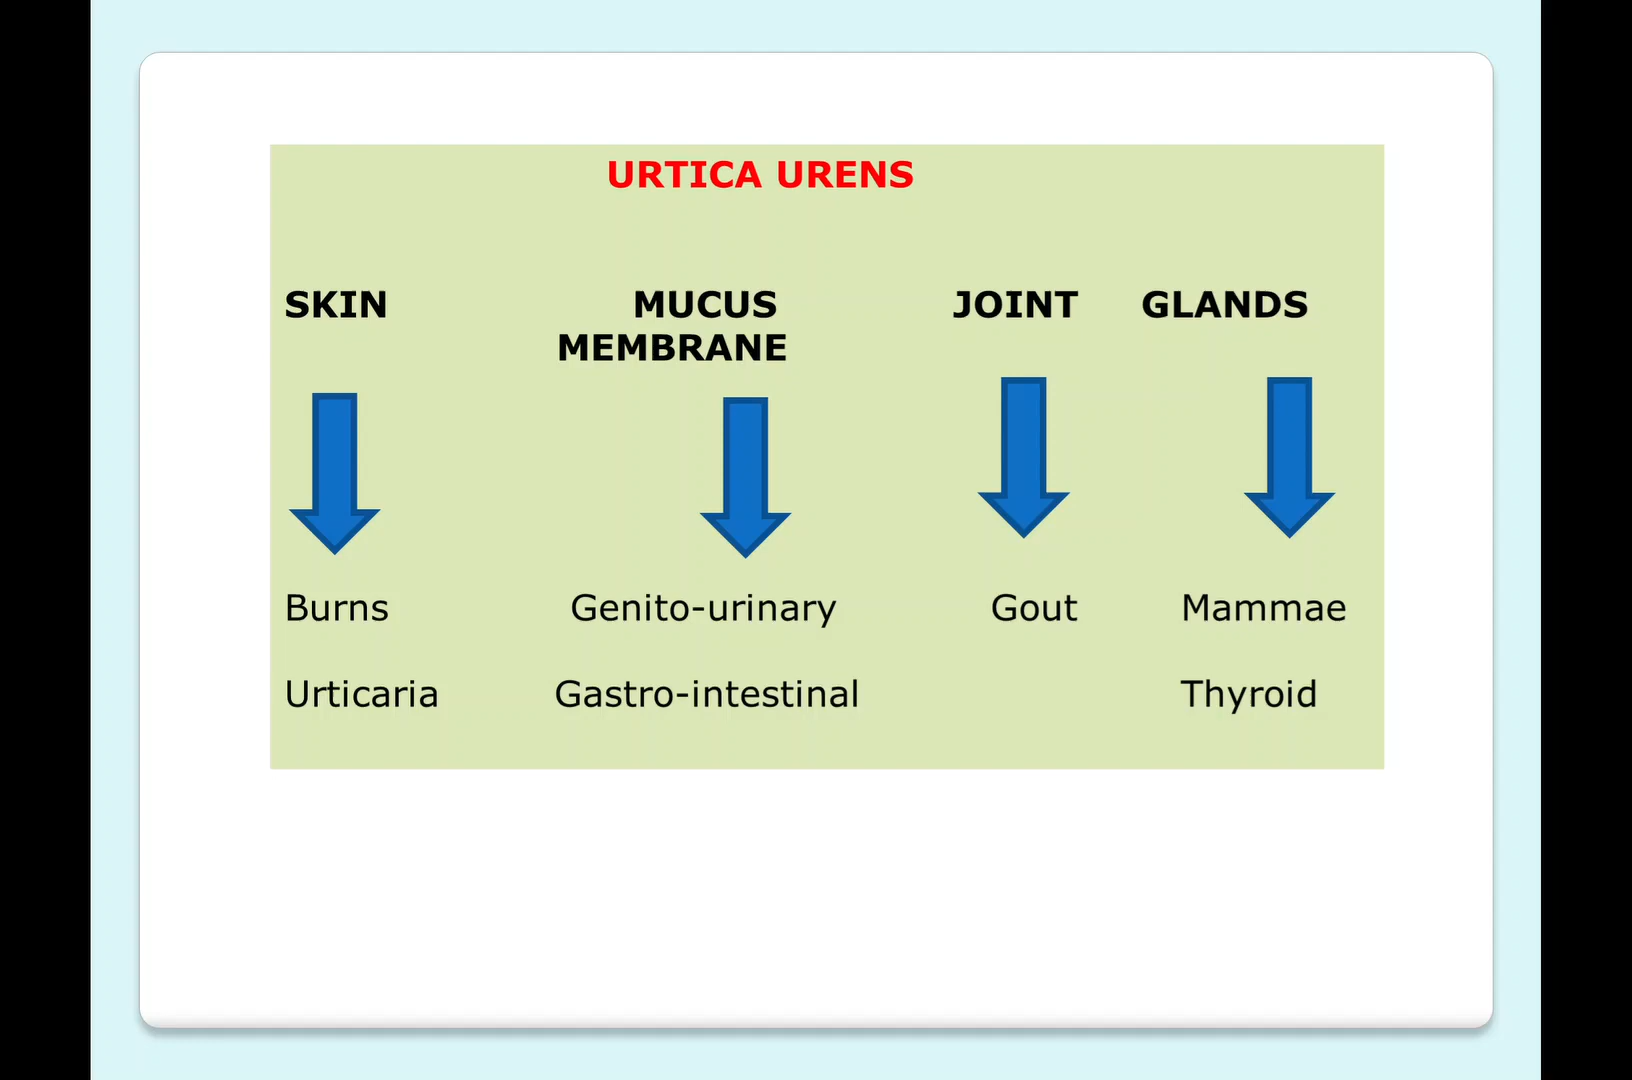 URTICA URENS
SKIN MUCUS JOINT GLANDS
MEMBRANE
Burns Genito-urinary Gout Mammae
Urticaria Gastro-intestinal Thyroid